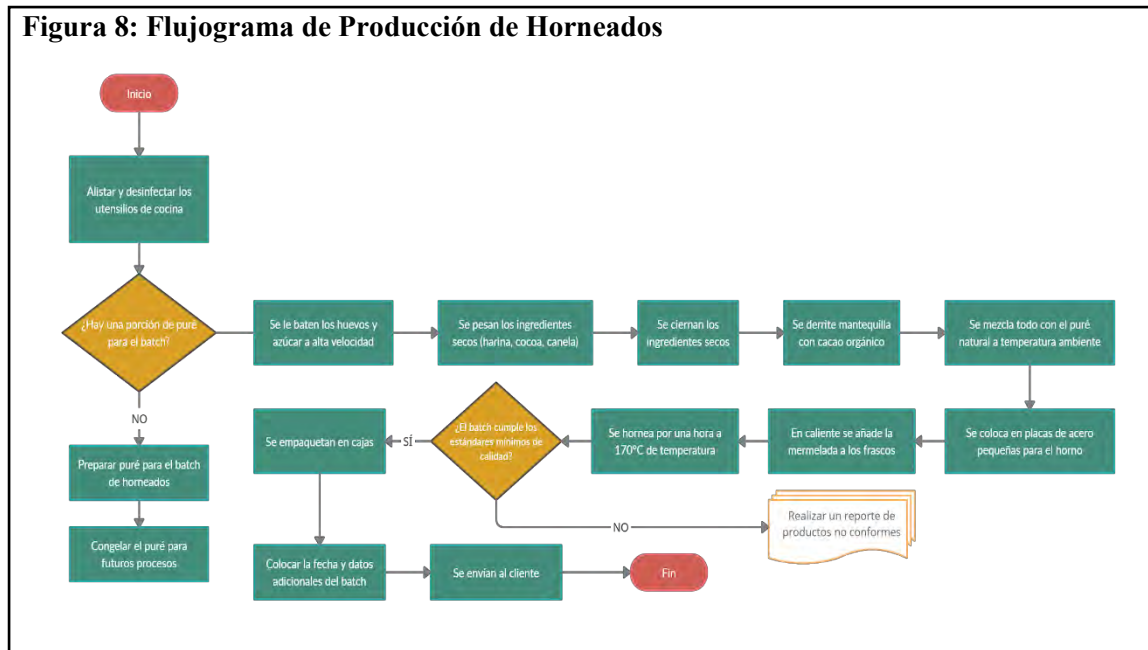 Figura 8: Flujograma de Producción de Horneados
Inicio
Alistar y desinfectar los
utensilios de cocina
¿Hay una porción de puré
para el batch?
NO
Preparar puré para el batch
de horneados
Congelar el puré para
futuros procesos
Se le baten los huevos y
azúcar a alta velocidad
Se pesan los ingredientes
secos (harina, cocoa, canela)
Se ciernan los
ingredientes secos
Se derrite mantequilla
con cacao orgánico
Se mezcla todo con el puré
natural a temperatura ambiente
Se coloca en placas de acero
pequeñas para el horno
En caliente se añade la
mermelada a los frascos
Se hornea por una hora a
170°C de temperatura
¿El batch cumple los
estándares mínimos de
calidad?
NO
Realizar un reporte de
productos no conformes
SÍ
Se empaquetan en cajas
Colocar la fecha y datos
adicionales del batch
Se envían al cliente
Fin